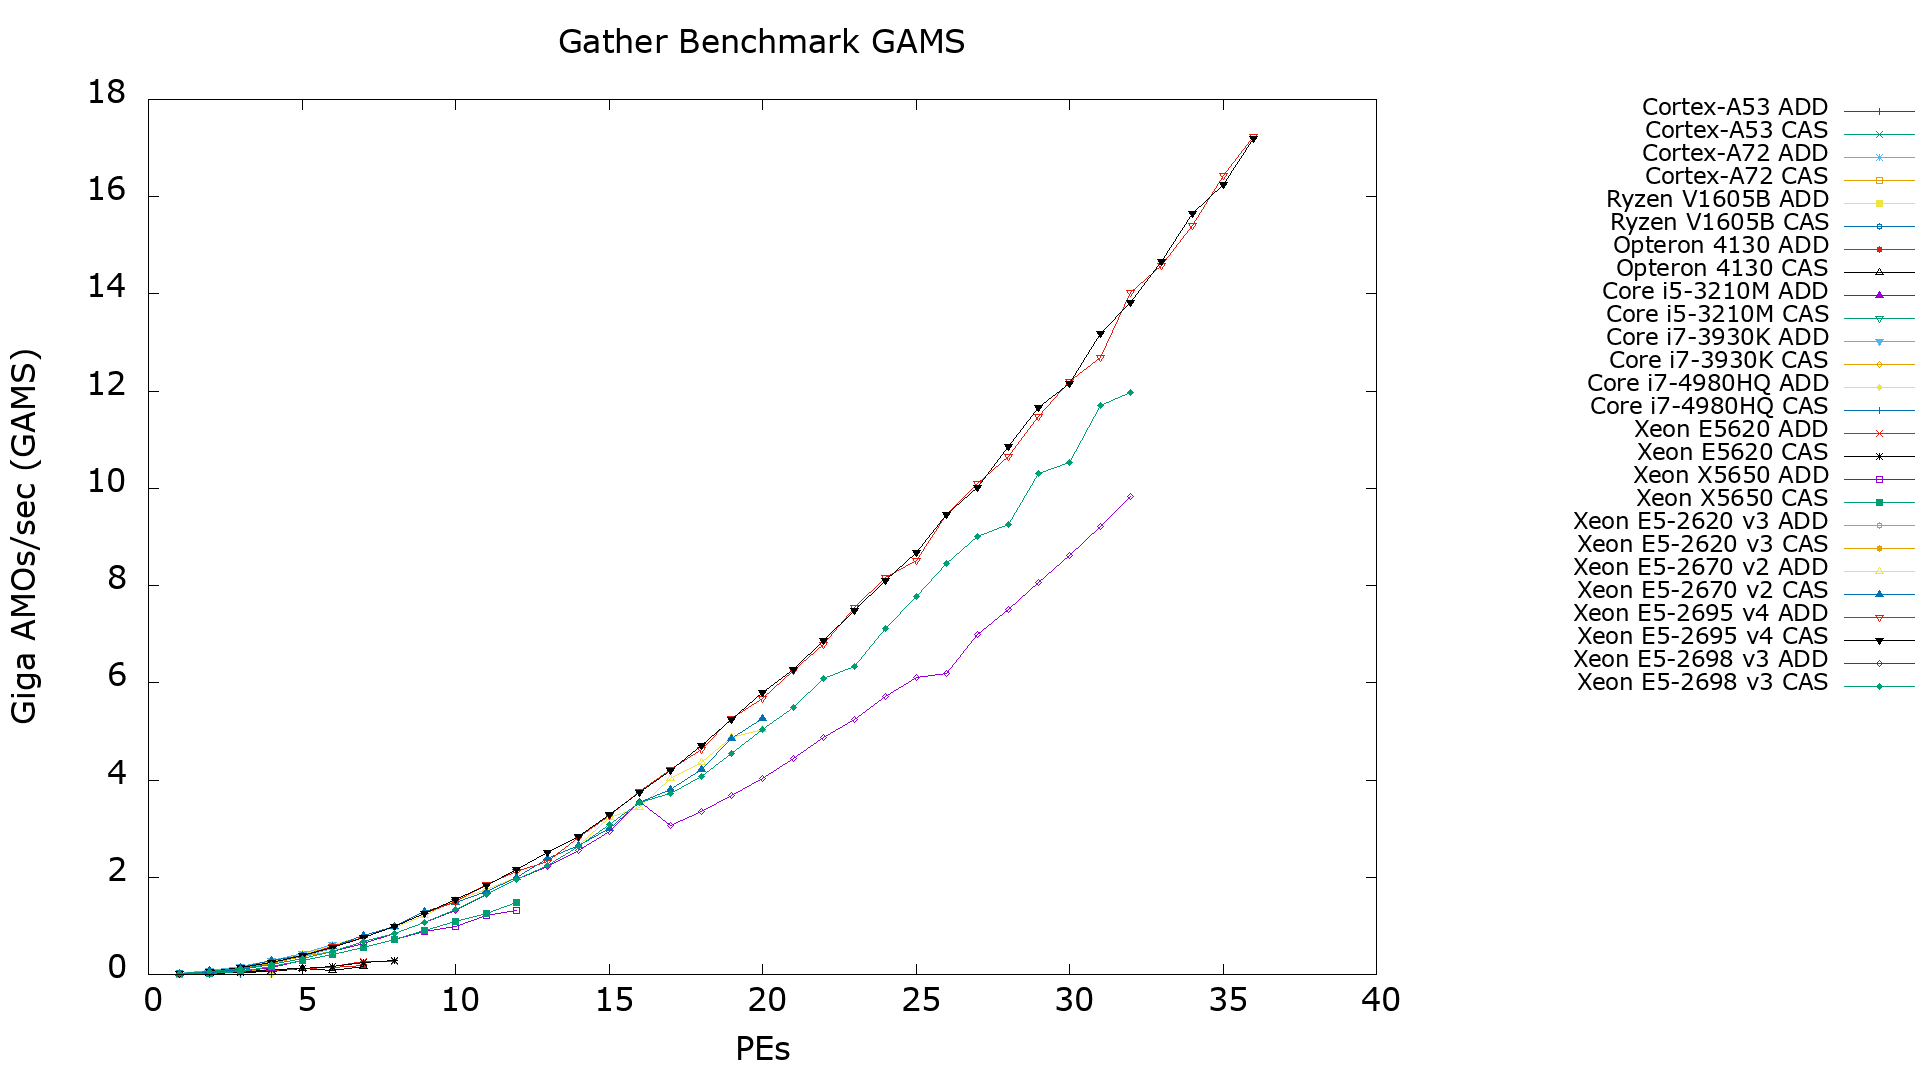 Gather Benchmark GAMS
Giga AMOs/sec (GAMS)
18
16
14
12
10
8
6
4
2
0
0 5 10 15 20 25 30 35 40
PEs
Cortex-A53 ADD
Cortex-A53 CAS
Cortex-A72 ADD
Cortex-A72 CAS
Ryzen V1605B ADD
Ryzen V1605B CAS
Opteron 4130 ADD
Opteron 4130 CAS
Core i5-3210M ADD
Core i5-3210M CAS
Core i7-3930K ADD
Core i7-3930K CAS
Core i7-4980HQ ADD
Core i7-4980HQ CAS
Xeon E5620 ADD
Xeon E5620 CAS
Xeon X5650 ADD
Xeon X5650 CAS
Xeon E5-2620 v3 ADD
Xeon E5-2620 v3 CAS
Xeon E5-2670 v2 ADD
Xeon E5-2670 v2 CAS
Xeon E5-2695 v4 ADD
Xeon E5-2695 v4 CAS
Xeon E5-2698 v3 ADD
Xeon E5-2698 v3 CAS